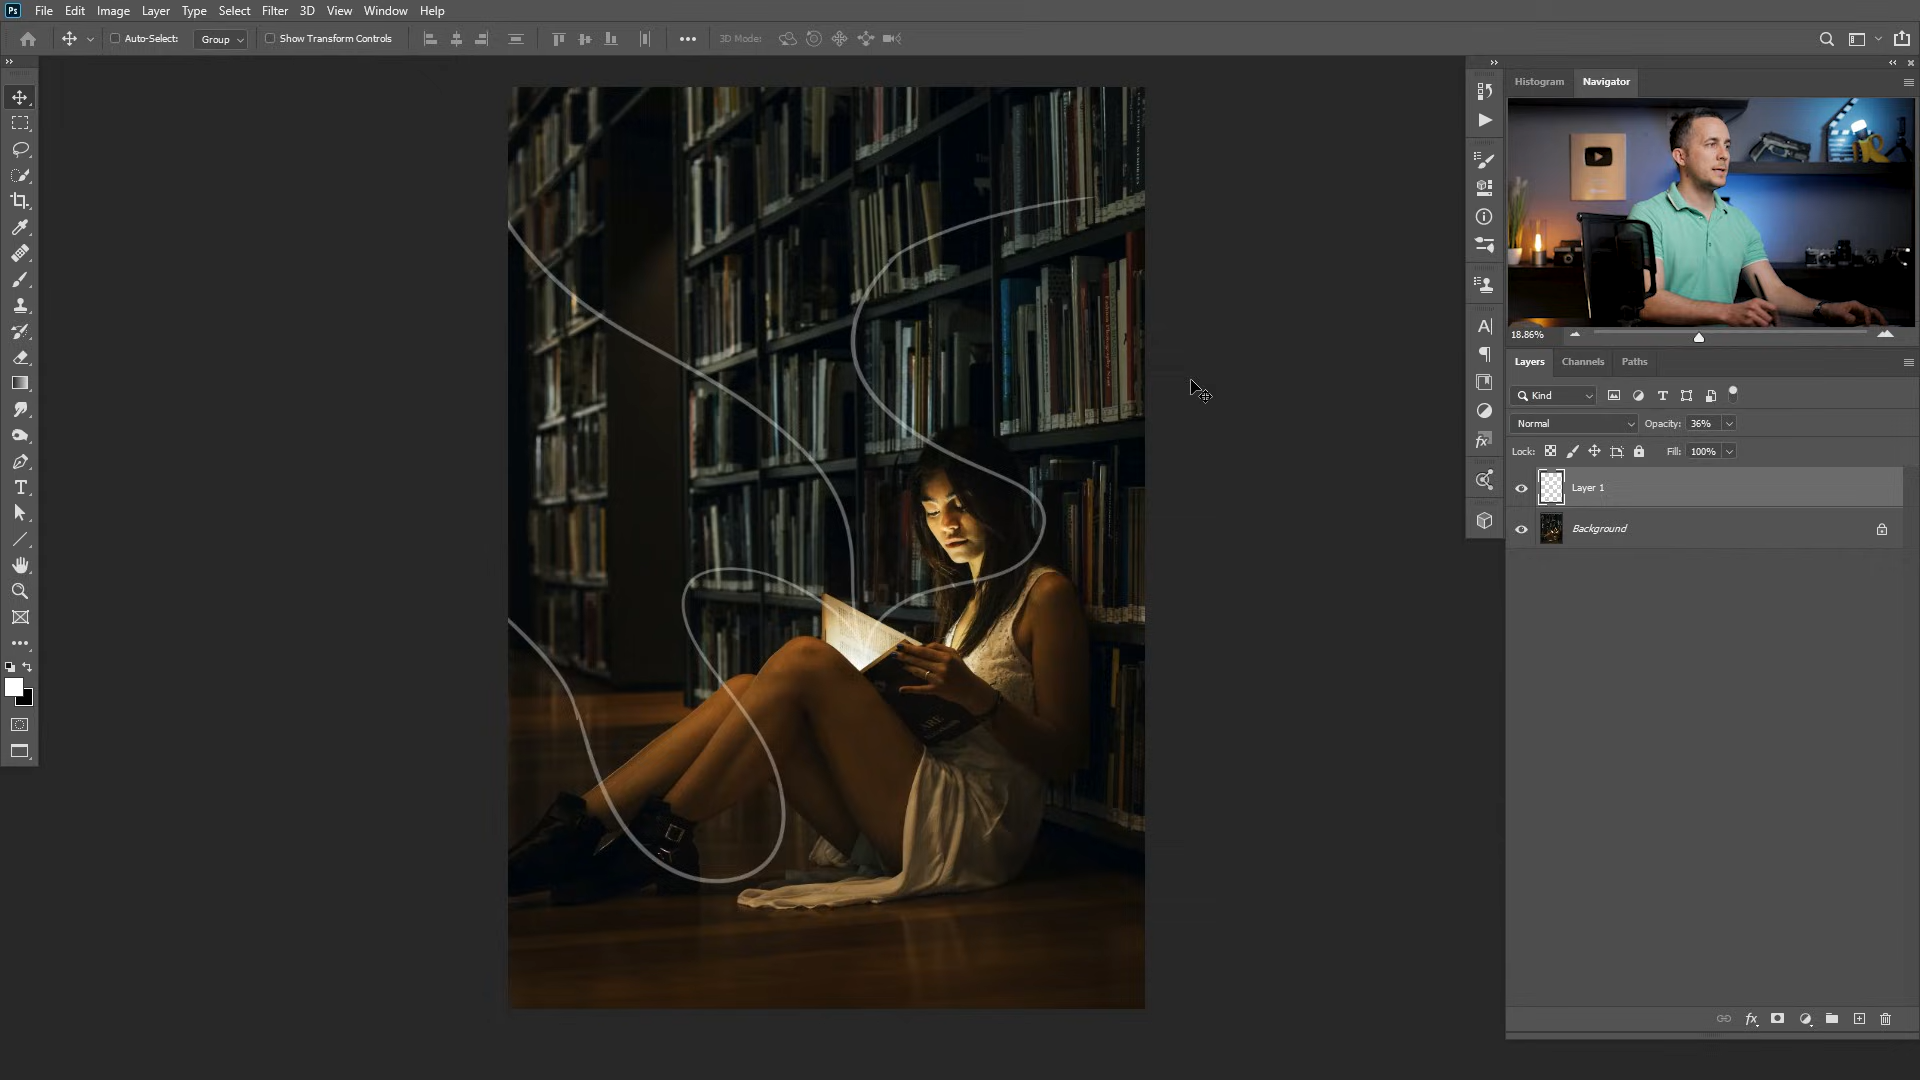 Ps File Edit Image Layer Type Select Filter 3D View Window Help
Auto-Select: Group Show Transform Controls 3D Mode:
Histogram Navigator
18.86%
Layers Channels Paths
Kind
Normal Opacity: 36%
Lock: Fill: 100%
Layer 1
Background